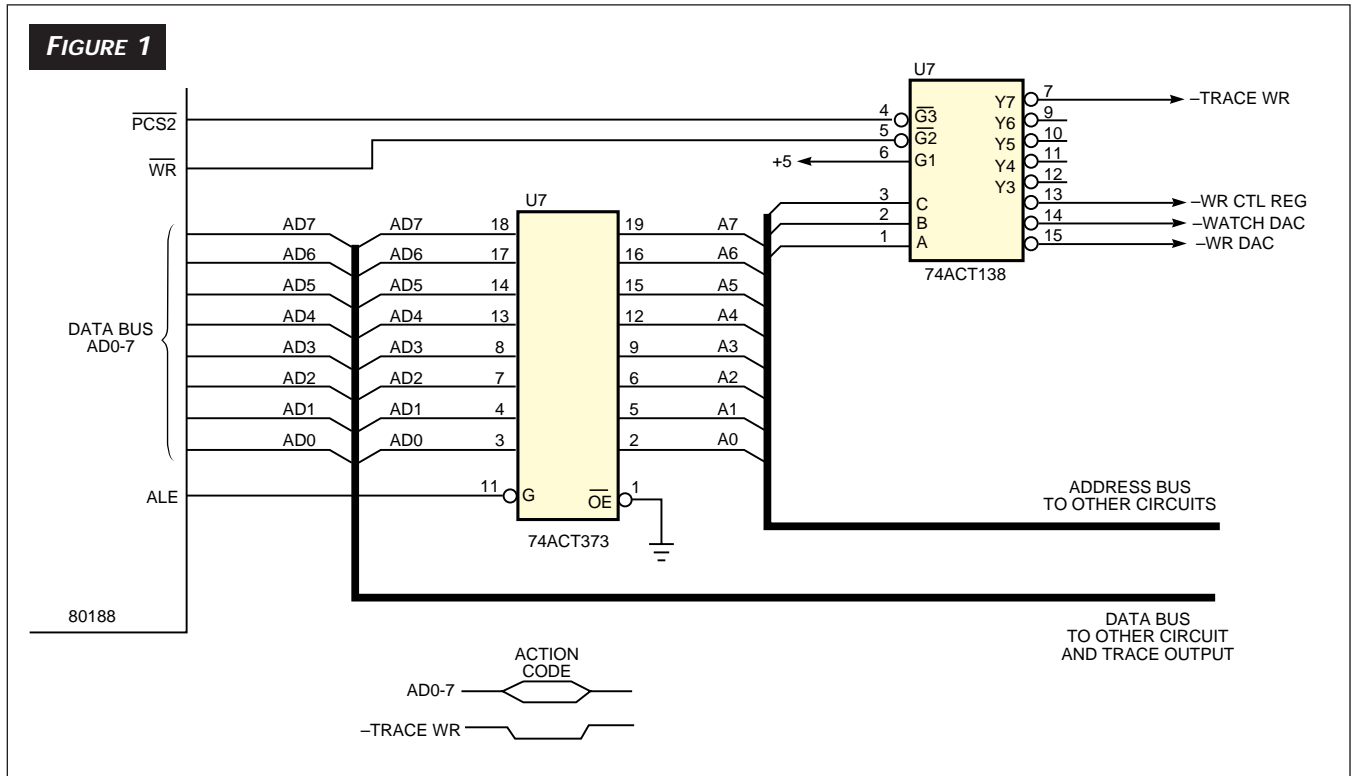 FIGURE 1
U7
PCS2
WR
4
5
6
3
2
1
G3
G2
G1
C
B
A
+5
Y7
Y6
Y5
Y4
Y3
7
9
10
11
12
13
14
15
–TRACE WR
–WR CTL REG
–WATCH DAC
–WR DAC
74ACT138
U7
AD7 AD7 18 19 A7
AD6 AD6 17 16 A6
AD5 AD5 14 15 A5
AD4 AD4 13 12 A4
AD3 AD3 8 9 A3
AD2 AD2 7 6 A2
AD1 AD1 4 5 A1
AD0 AD0 3 2 A0
DATA BUS
AD0-7
ALE 11 G OE 1
74ACT373
ADDRESS BUS
TO OTHER CIRCUITS
80188
DATA BUS
TO OTHER CIRCUIT
AND TRACE OUTPUT
ACTION
CODE
AD0-7
–TRACE WR